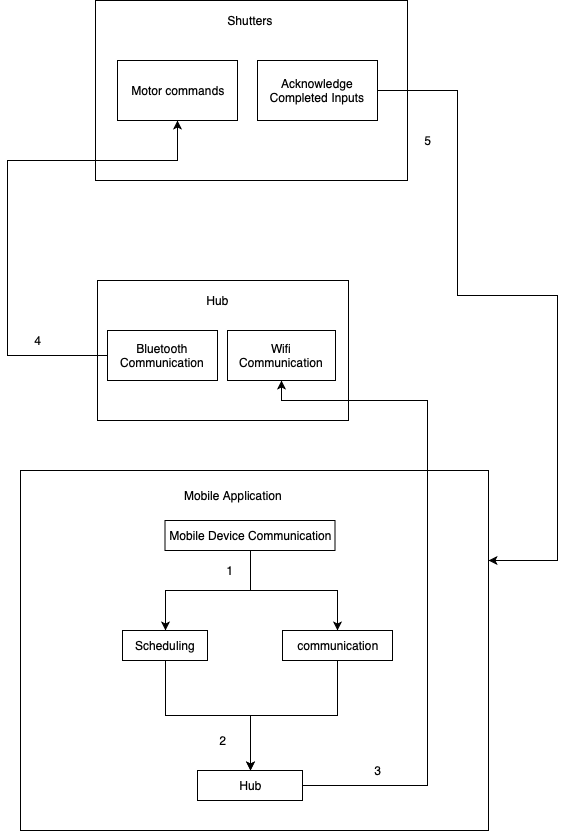 Shutters
Motor commands
Acknowledge
Completed Inputs
5
Hub
4
Bluetooth
Communication
Wifi
Communication
Mobile Application
Mobile Device Communication
1
Scheduling
communication
2
Hub
3